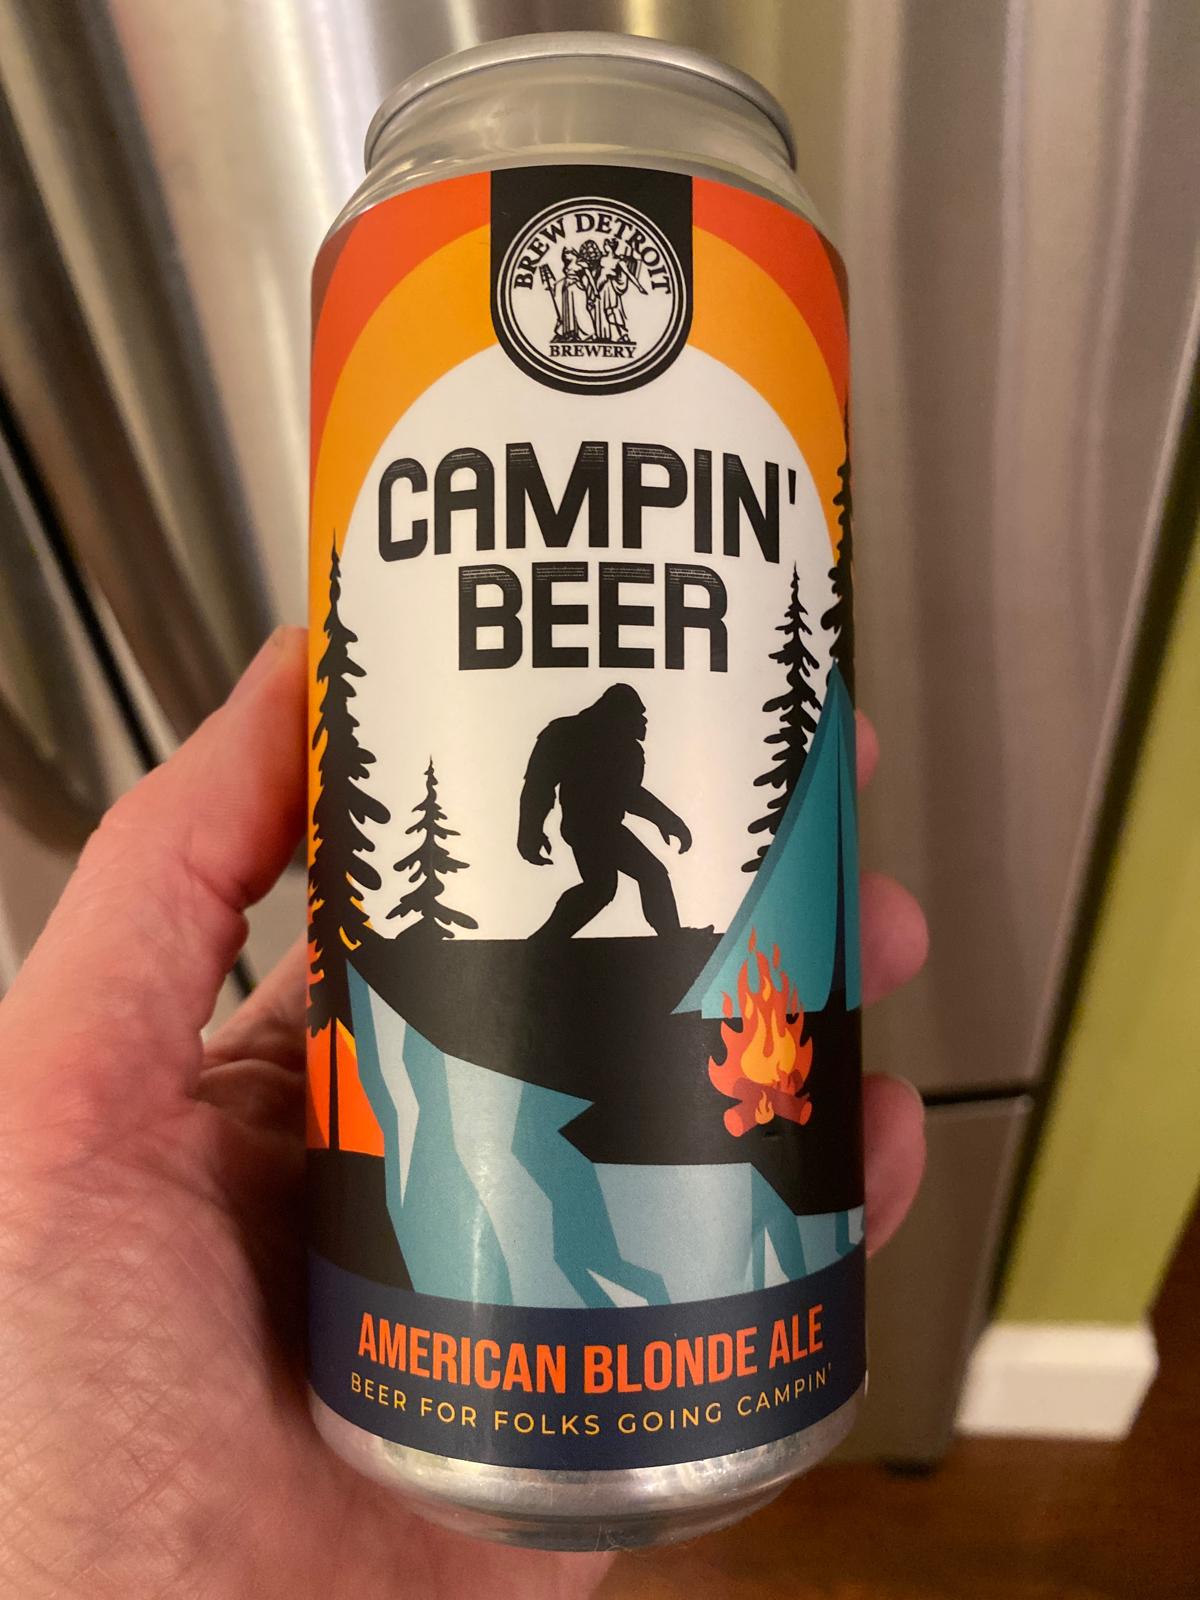 BREW DETROIT
BREWERY
CAMPIN'
BEER
AMERICAN BLONDE ALE
BEER FOR FOLKS GOING CAMPIN'